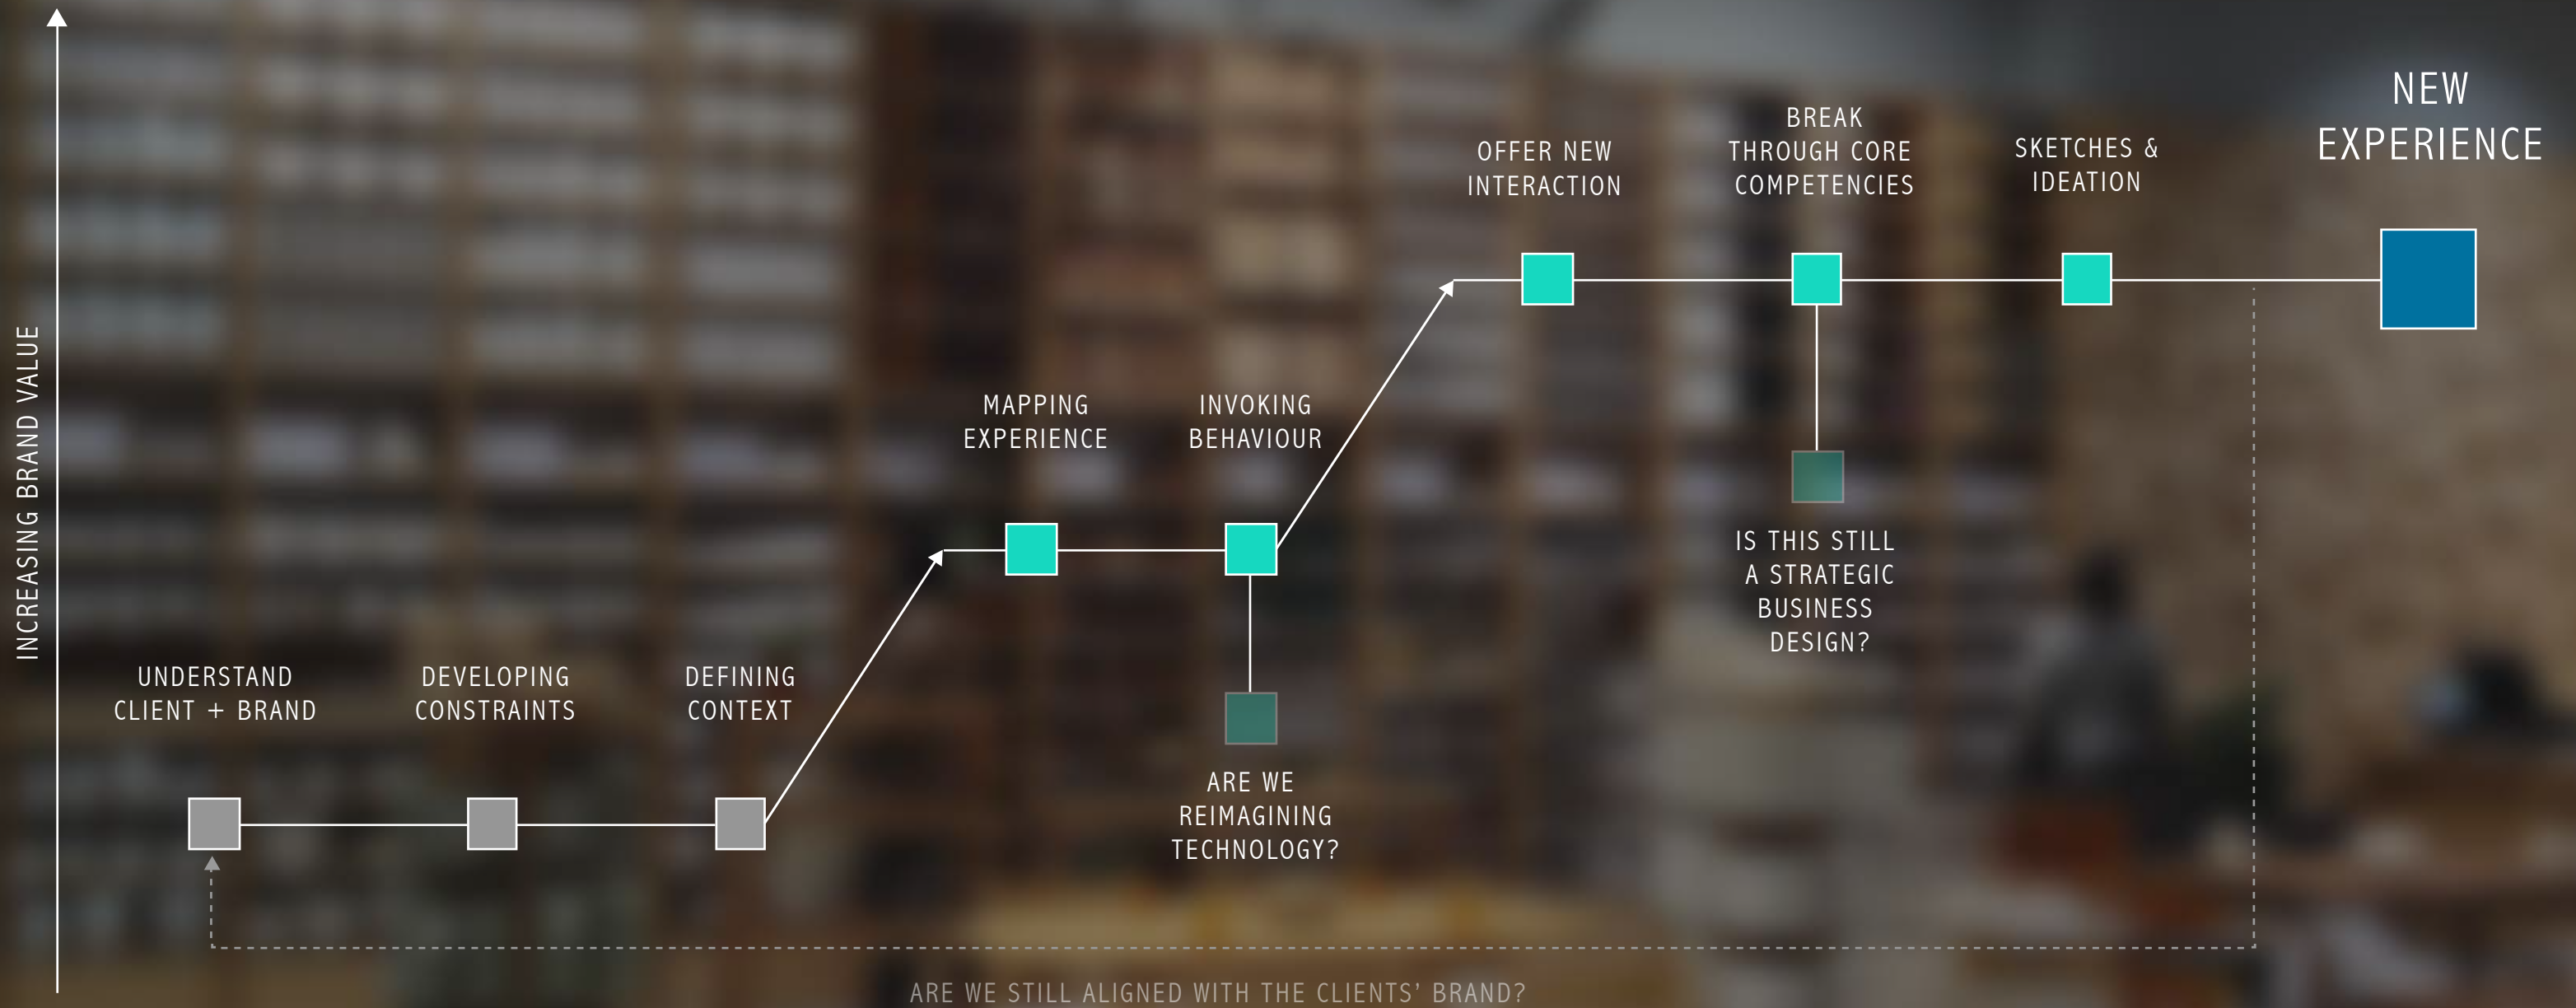 INCREASING BRAND VALUE
UNDERSTAND
CLIENT + BRAND
DEVELOPING
CONSTRAINTS
DEFINING
CONTEXT
MAPPING
EXPERIENCE
INVOKING
BEHAVIOUR
ARE WE
REIMAGINING
TECHNOLOGY?
OFFER NEW
INTERACTION
BREAK
THROUGH CORE
COMPETENCIES
IS THIS STILL
A STRATEGIC
BUSINESS
DESIGN?
SKETCHES &
IDEATION
NEW
EXPERIENCE
ARE WE STILL ALIGNED WITH THE CLIENTS’ BRAND?